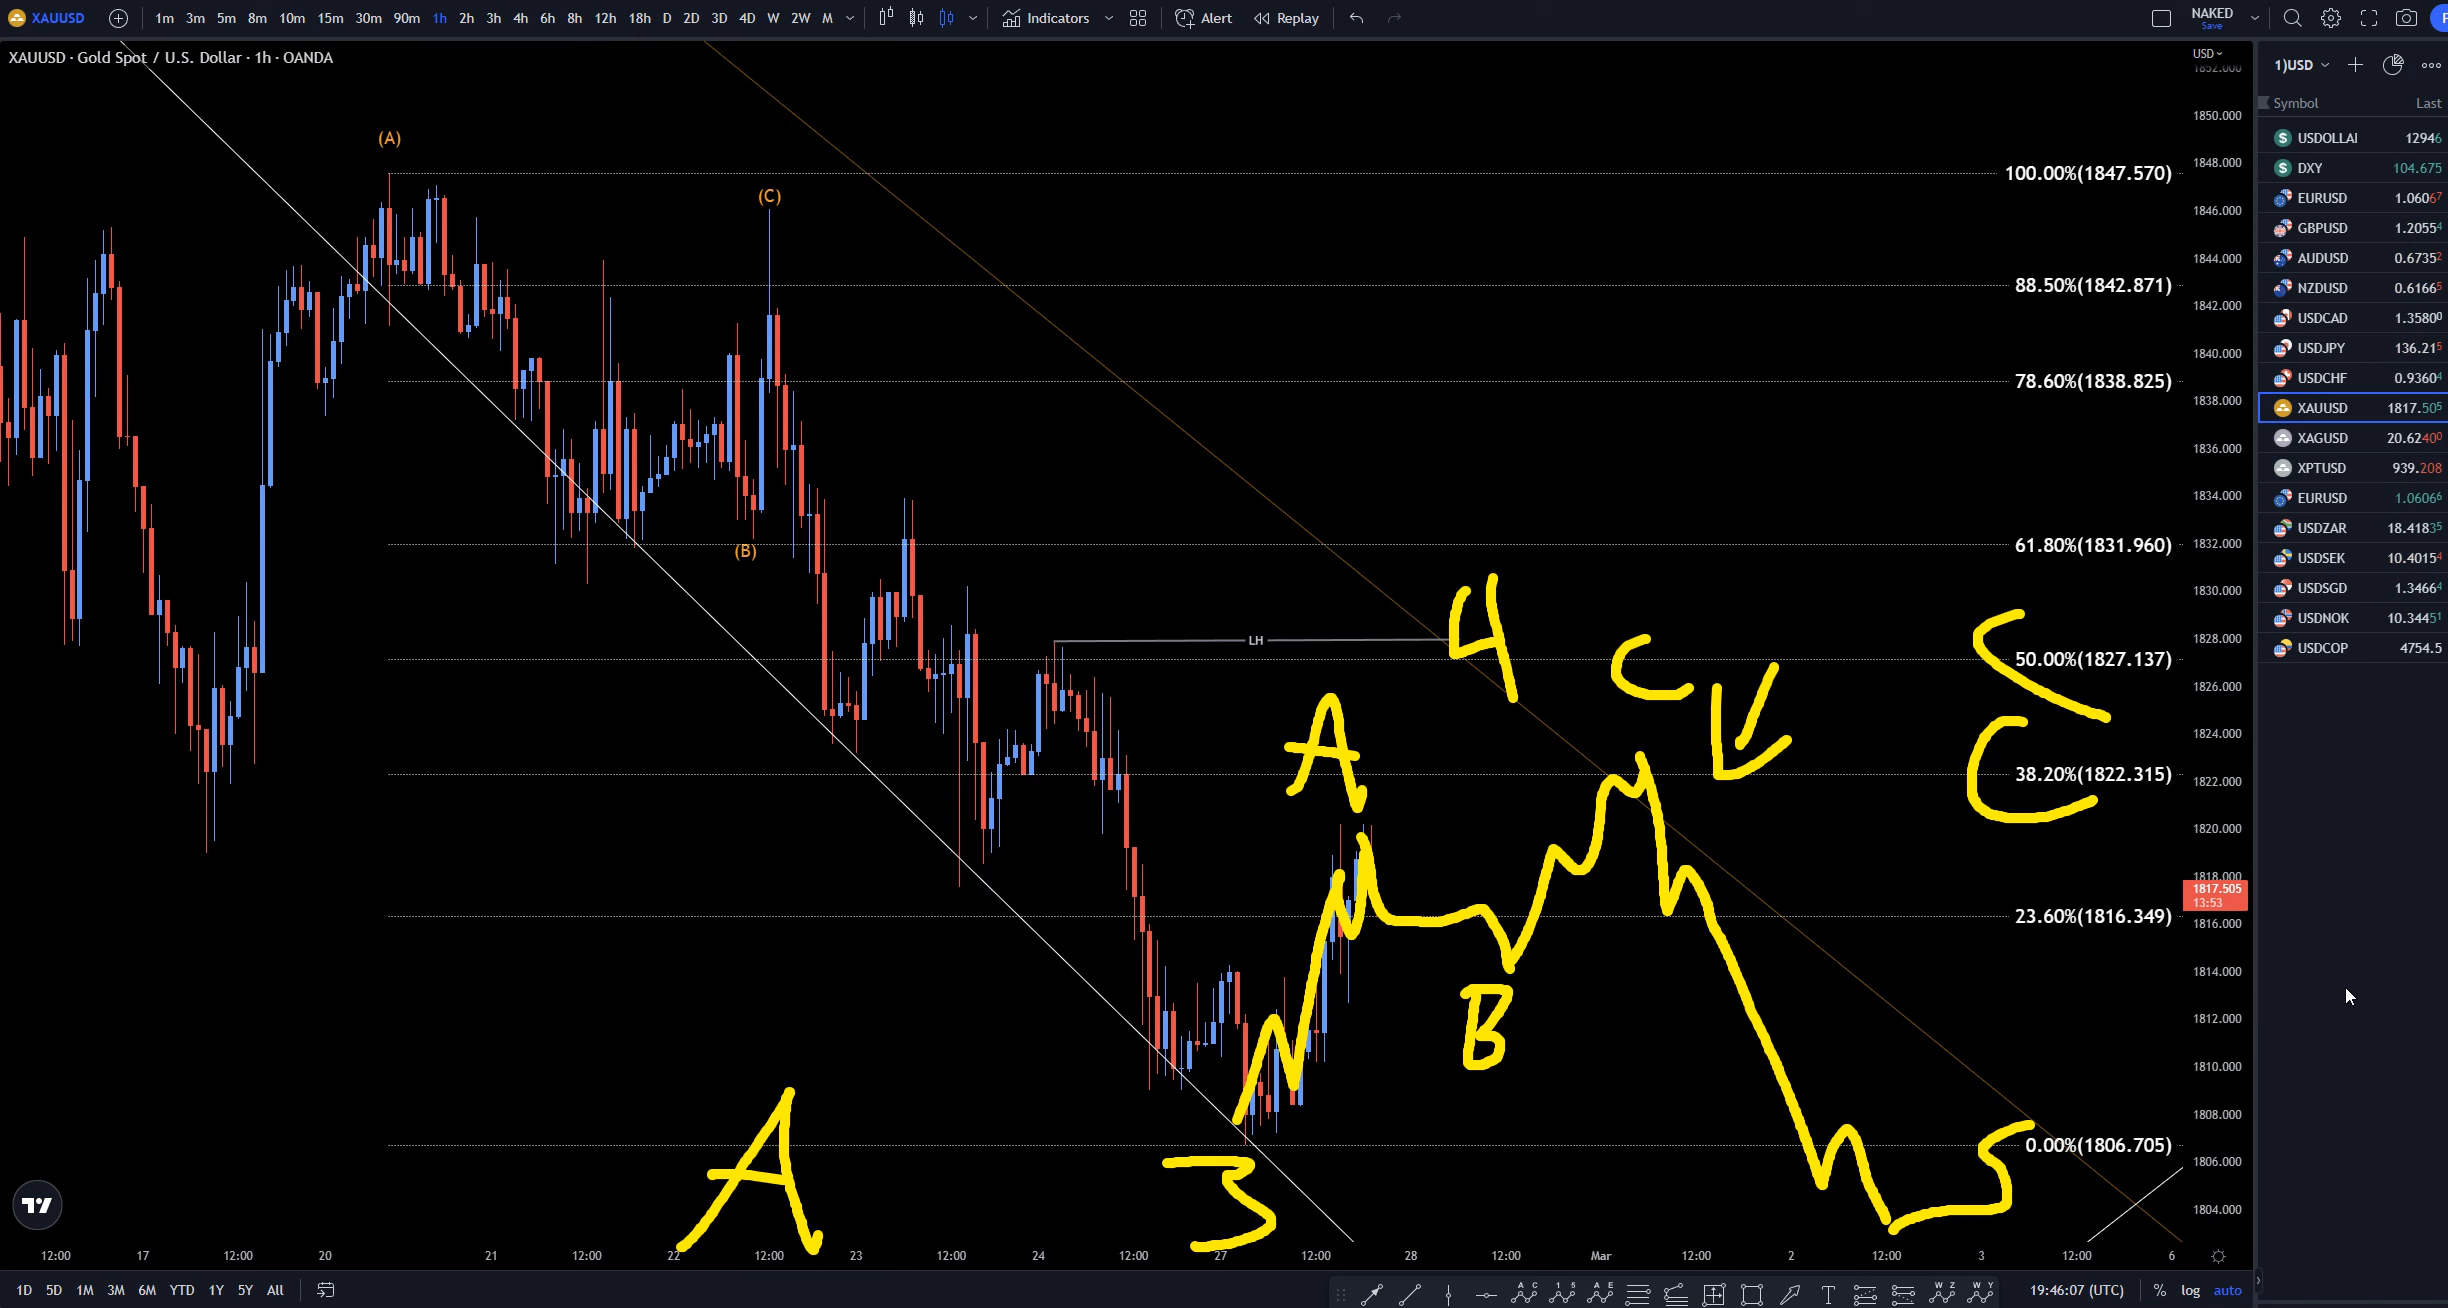 XAUUSD 1m 3m 5m 8m 10m 15m 30m 90m 1h 2h 3h 4h 6h 8h 12h 18h D 2D 3D 4D W 2W M Indicators Alert Replay NAKED
Save
XAUUSD · Gold Spot / U.S. Dollar · 1h · OANDA
USD
1852.000
1850.000
1848.000
1846.000
1844.000
1842.000
1840.000
1838.000
1836.000
1834.000
1832.000
1830.000
1828.000
1826.000
1824.000
1822.000
1820.000
1818.000
1817.505
13:53
1816.000
1814.000
1812.000
1810.000
1808.000
1806.000
1804.000
(A)
(C)
(B)
100.00%(1847.570)
88.50%(1842.871)
78.60%(1838.825)
61.80%(1831.960)
LH
50.00%(1827.137)
38.20%(1822.315)
23.60%(1816.349)
0.00%(1806.705)
4
C
A
B
A
3
12:00 17 12:00 20 21 12:00 22 12:00 23 12:00 24 12:00 27 12:00 28 12:00 Mar 12:00 2 12:00 3 12:00 6
1D 5D 1M 3M 6M YTD 1Y 5Y All
19:46:07 (UTC) % log auto
1)USD
Symbol Last
USDOLLAR 12946
DXY 104.675
EURUSD 1.06067
GBPUSD 1.20554
AUDUSD 0.67352
NZDUSD 0.61665
USDCAD 1.35800
USDJPY 136.215
USDCHF 0.93604
XAUUSD 1817.505
XAGUSD 20.62400
XPTUSD 939.208
EURUSD 1.06066
USDZAR 18.41835
USDSEK 10.40154
USDSGD 1.34664
USDNOK 10.34451
USDCOP 4754.5